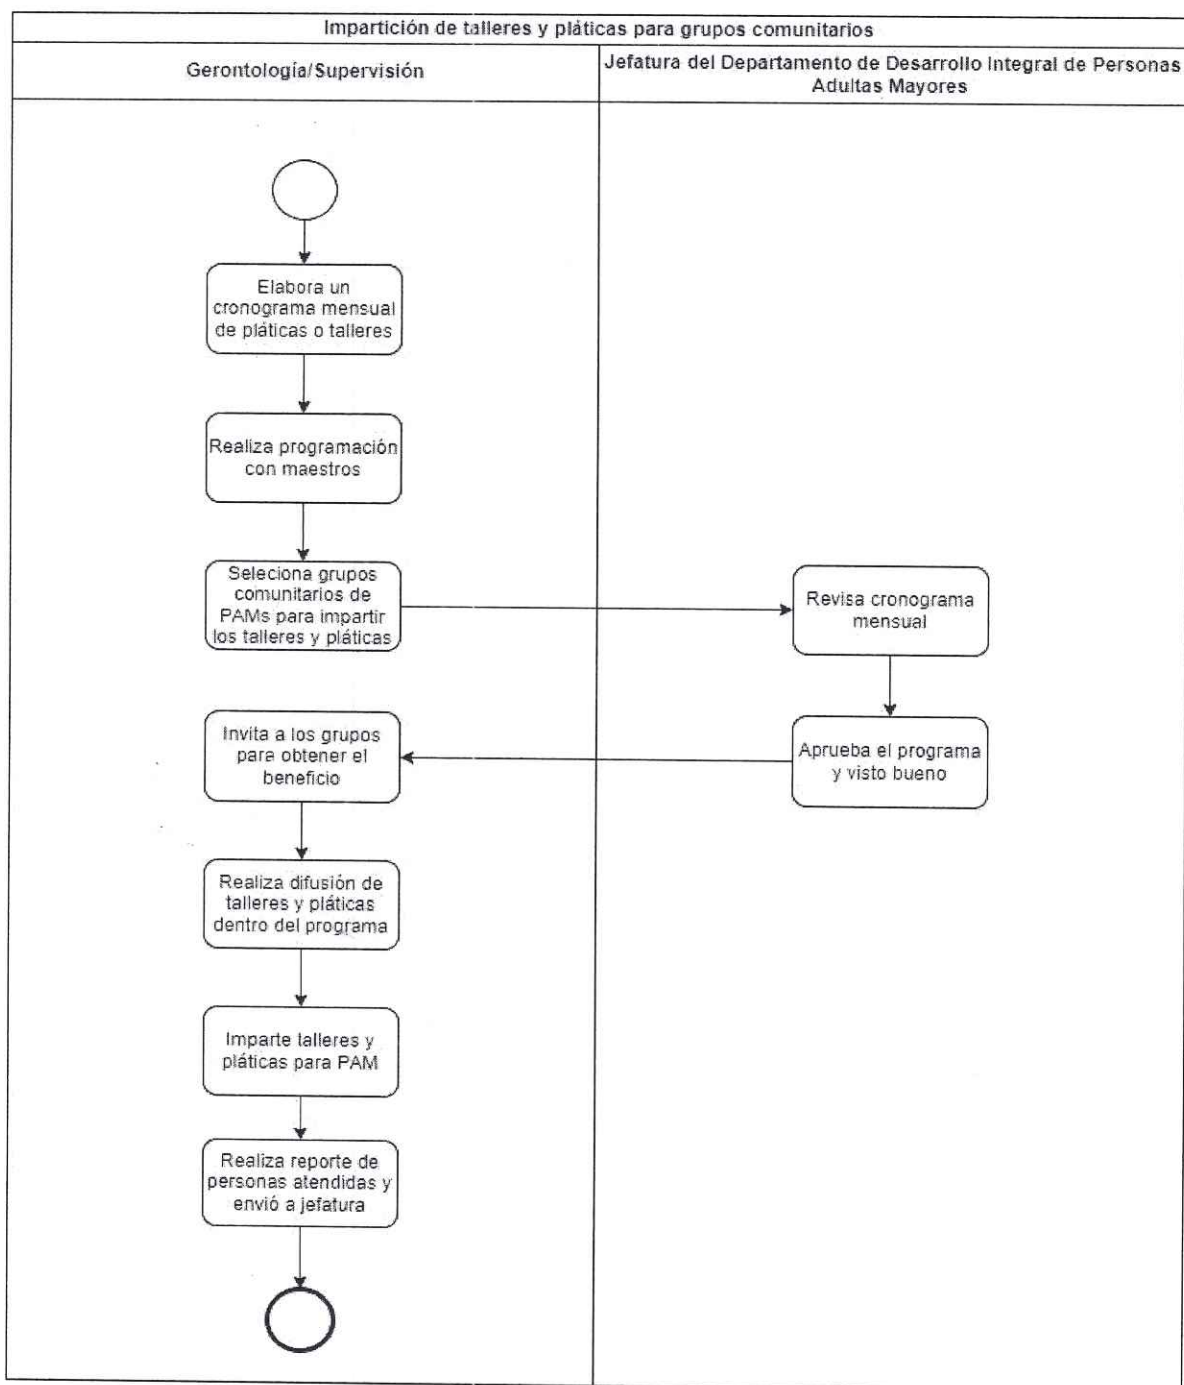 Impartición de talleres y pláticas para grupos comunitarios
Gerontología/Supervisión
Jefatura del Departamento de Desarrollo Integral de Personas
Adultas Mayores
Elabora un
cronograma mensual
de pláticas o talleres
Realiza programación
con maestros
Seleciona grupos
comunitarios de
PAMs para impartir
los talleres y pláticas
Revisa cronograma
mensual
Aprueba el programa
y visto bueno
Invita a los grupos
para obtener el
beneficio
Realiza difusión de
talleres y pláticas
dentro del programa
Imparte talleres y
pláticas para PAM
Realiza reporte de
personas atendidas y
envió a jefatura